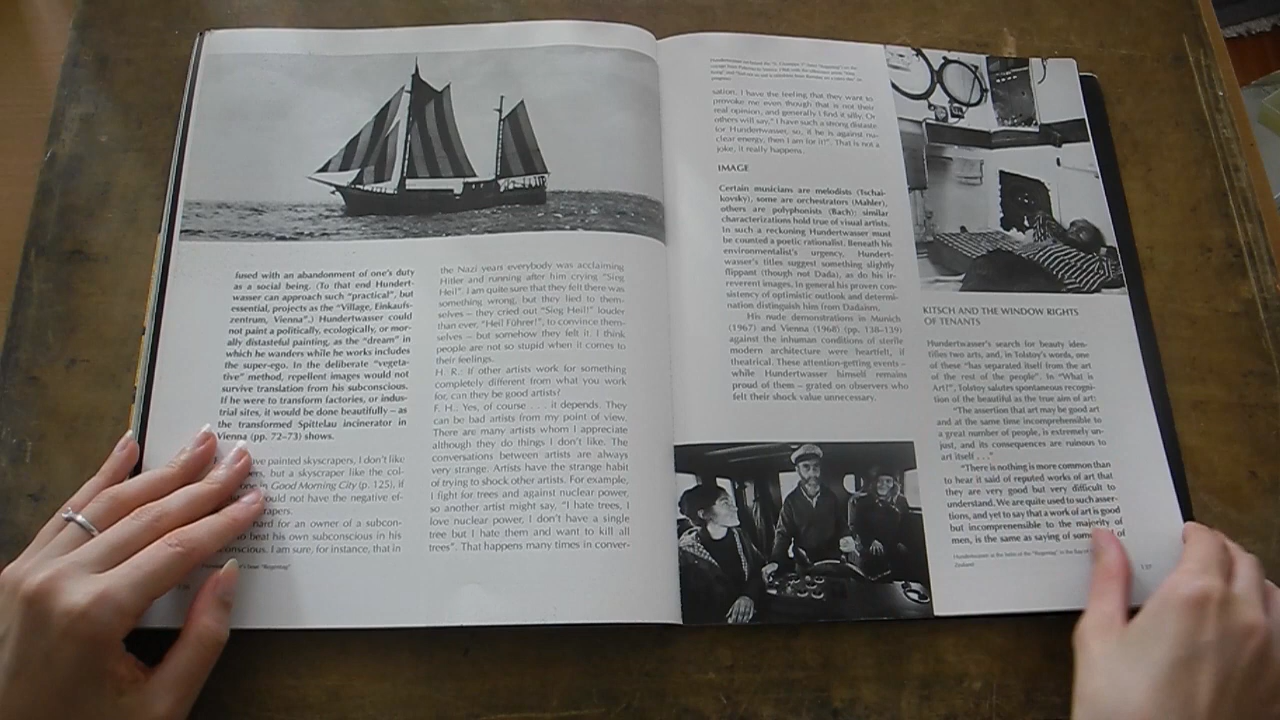 fused with an abandonment of one's duty
as a social being. (To that end Hundert-
wasser can approach such "practical", but
essential, projects as the "Village, Einkaufs-
zentrum, Vienna".) Hundertwasser could
not paint a politically, ecologically, or mor-
ally distasteful painting, as the "dream" in
which he wanders while he works includes
the super-ego. In the deliberate "vegeta-
tive" method, repellent images would not
survive translation from his subconscious.
If he were to transform factories, or indus-
trial sites, it would be done beautifully – as
the transformed Spittelau incinerator in
Vienna (pp. 72–73) shows.
ave painted skyscrapers, I don't like
ers, but a skyscraper like the col-
one in Good Morning City (p. 125), if
ould not have the negative ef-
rapers.
hard for an owner of a subcon-
to beat his own subconscious in his
conscious. I am sure, for instance, that in
boat "Regentag"
the Nazi years everybody was acclaiming
Hitler and running after him crying "Sieg
Heil". I am quite sure that they felt there was
something wrong, but they lied to them-
selves – they cried out "Sieg Heil!" louder
than ever, "Heil Führer!", to convince them-
selves – but somehow they felt it. I think
people are not so stupid when it comes to
their feelings.
H. R.: If other artists work for something
completely different from what you work
for, can they be good artists?
F. H.: Yes, of course . . . it depends. They
can be bad artists from my point of view.
There are many artists whom I appreciate
although they do things I don't like. The
conversations between artists are always
very strange. Artists have the strange habit
of trying to shock other artists. For example,
I fight for trees and against nuclear power,
so another artist might say, "I hate trees, I
love nuclear power, I don't have a single
tree but I hate them and want to kill all
trees". That happens many times in conver-
sation. I have the feeling that they want to
provoke me even though that is not their
real opinion, and generally I find it silly. Or
others will say," I have such a strong distaste
for Hundertwasser, so, if he is against nu-
clear energy, then I am for it!". That is not a
joke, it really happens.
IMAGE
Certain musicians are melodists (Tschai-
kovsky), some are orchestrators (Mahler),
others are polyphonists (Bach): similar
characterizations hold true of visual artists.
In such a reckoning Hundertwasser must
be counted a poetic rationalist. Beneath his
environmentalist's urgency, Hundert-
wasser's titles suggest something slightly
flippant (though not Dada), as do his ir-
reverent images. In general his proven con-
sistency of optimistic outlook and determi-
nation distinguish him from Dadaism.
His nude demonstrations in Munich
(1967) and Vienna (1968) (pp. 138–139)
against the inhuman conditions of sterile
modern architecture were heartfelt, if
theatrical. These attention-getting events –
while Hundertwasser himself remains
proud of them – grated on observers who
felt their shock value unnecessary.
KITSCH AND THE WINDOW RIGHTS
OF TENANTS
Hundertwasser's search for beauty iden-
tifies two arts, and, in Tolstoy's words, one
of these "has separated itself from the art
of the rest of the people". In "What is
Art?", Tolstoy salutes spontaneous recogni-
tion of the beautiful as the true aim of art:
"The assertion that art may be good art
and at the same time incomprehensible to
a great number of people, is extremely un-
just, and its consequences are ruinous to
art itself . . ."
"There is nothing is more common than
to hear it said of reputed works of art that
they are very good but very difficult to
understand. We are quite used to such asser-
tions, and yet to say that a work of art is good
but incomprehensible to the majority of
men, is the same as saying of some of
Hundertwasser at the helm of the "Regentag" in the Bay of
Zealand
137